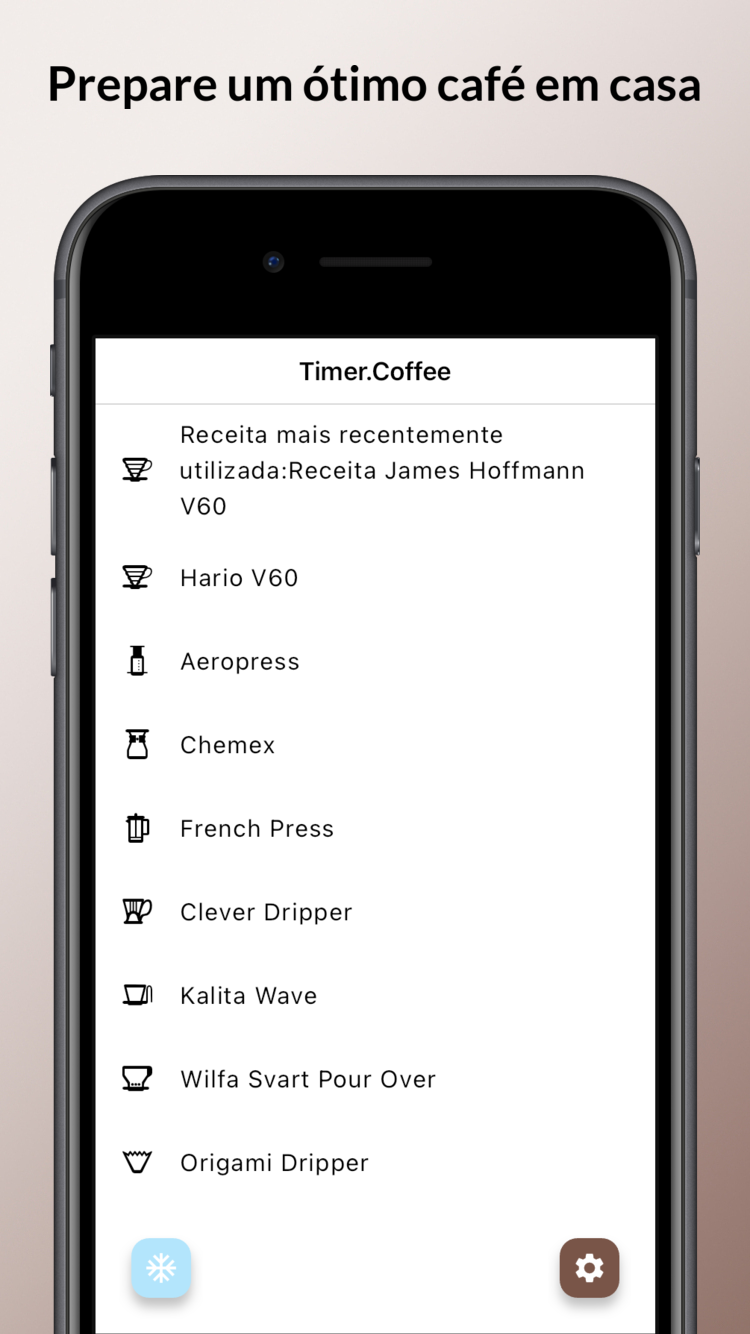 Prepare um ótimo café em casa
Timer.Coffee
Receita mais recentemente
utilizada:Receita James Hoffmann
V60
Hario V60
Aeropress
Chemex
French Press
Clever Dripper
Kalita Wave
Wilfa Svart Pour Over
Origami Dripper